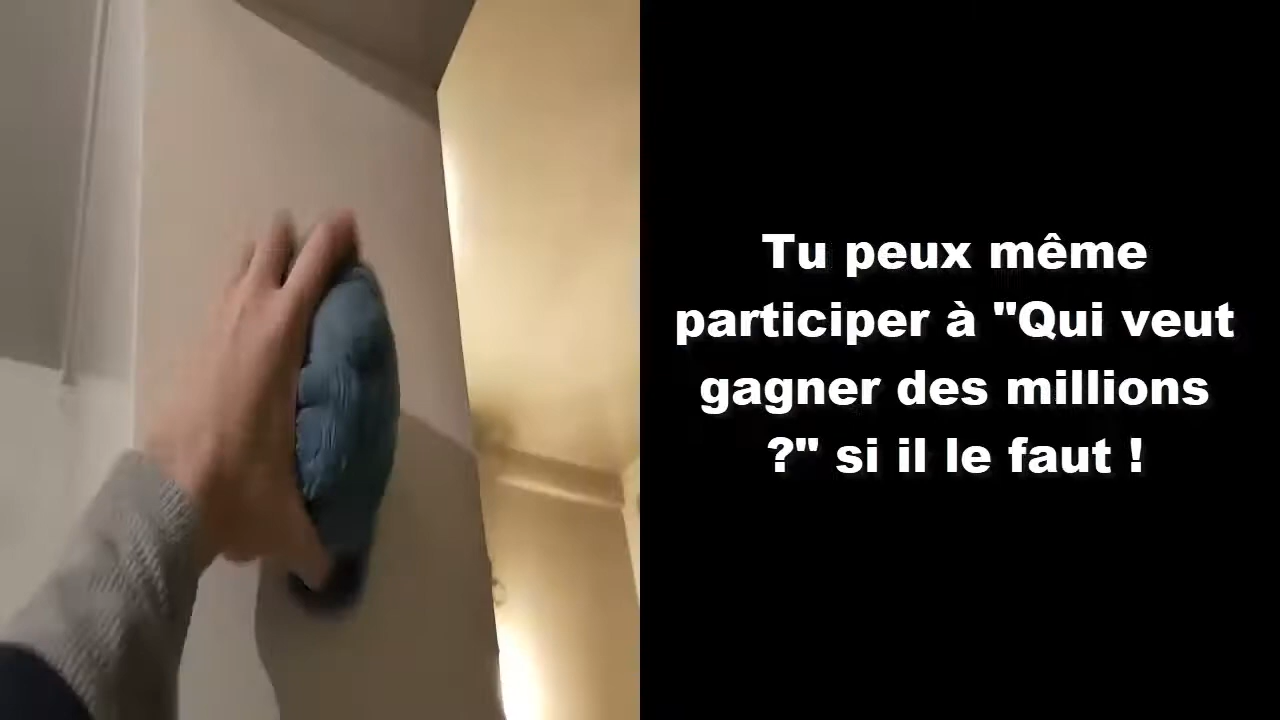 Tu peux même
participer à "Qui veut
gagner des millions
?" si il le faut !